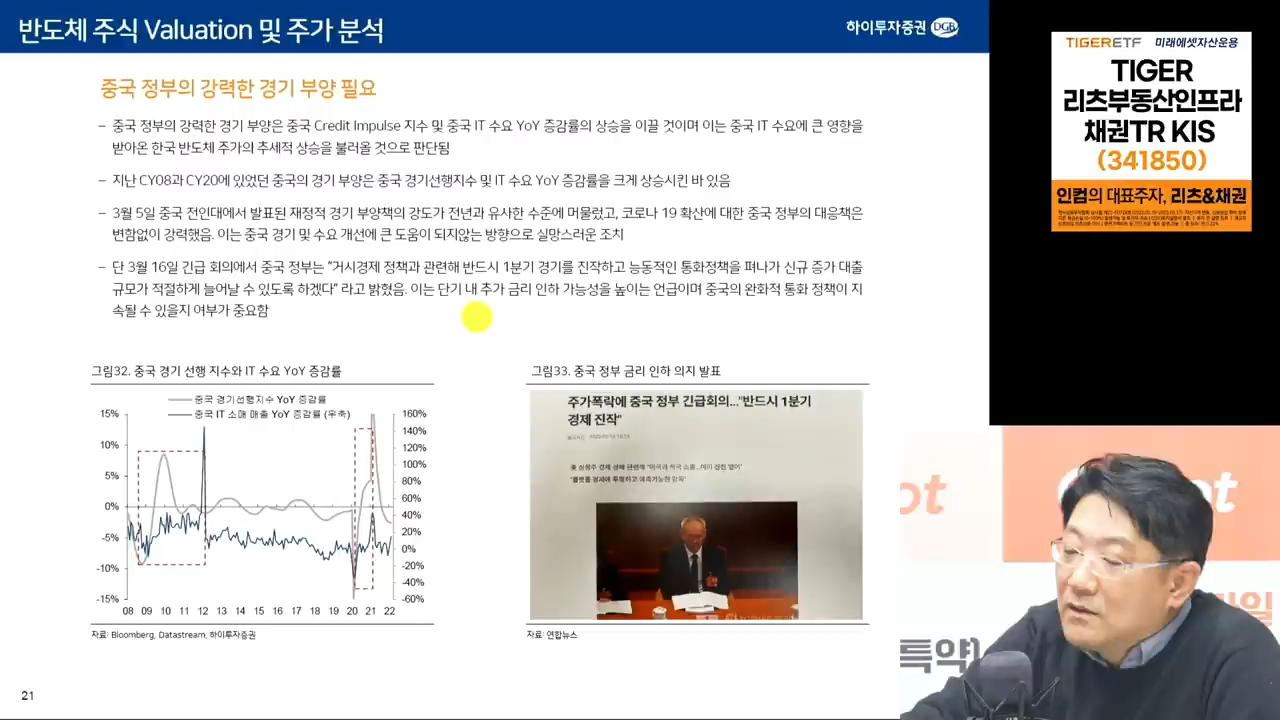 반도체 주식 Valuation 및 주가 분석
하이투자증권 DGB
중국 정부의 강력한 경기 부양 필요
– 중국 정부의 강력한 경기 부양은 중국 Credit Impulse 지수 및 중국 IT 수요 YoY 증감률의 상승을 이끌 것이며 이는 중국 IT 수요에 큰 영향을
받아온 한국 반도체 주가의 추세적 상승을 불러올 것으로 판단됨
– 지난 CY08과 CY20에 있었던 중국의 경기 부양은 중국 경기선행지수 및 IT 수요 YoY 증감률을 크게 상승시킨 바 있음
– 3월 5일 중국 전인대에서 발표된 재정적 경기 부양책의 강도가 전년과 유사한 수준에 머물렀고, 코로나 19 확산에 대한 중국 정부의 대응책은
변함없이 강력했음. 이는 중국 경기 및 수요 개선에 큰 도움이 되지않는 방향으로 실망스러운 조치
– 단 3월 16일 긴급 회의에서 중국 정부는 “거시경제 정책과 관련해 반드시 1분기 경기를 진작하고 능동적인 통화정책을 펴나가 신규 증가 대출
규모가 적절하게 늘어날 수 있도록 하겠다” 라고 밝혔음. 이는 단기 내 추가 금리 인하 가능성을 높이는 언급이며 중국의 완화적 통화 정책이 지
속될 수 있을지 여부가 중요함
그림32. 중국 경기 선행 지수와 IT 수요 YoY 증감률
중국 경기선행지수 YoY 증감률
중국 IT 소매 매출 YoY 증감률 (우축)
15%
10%
5%
0%
-5%
-10%
-15%
160%
140%
120%
100%
80%
60%
40%
20%
0%
-20%
-40%
-60%
08 09 10 11 12 13 14 15 16 17 18 19 20 21 22
자료: Bloomberg, Datastream, 하이투자증권
그림33. 중국 정부 금리 인하 의지 발표
주가폭락에 중국 정부 긴급회의..."반드시 1분기
경제 진작"
자료: 연합뉴스
21
TIGER ETF 미래에셋자산운용
TIGER
리츠부동산인프라
채권TR KIS
(341850)
인컴의 대표주자, 리츠&채권
ot
특약